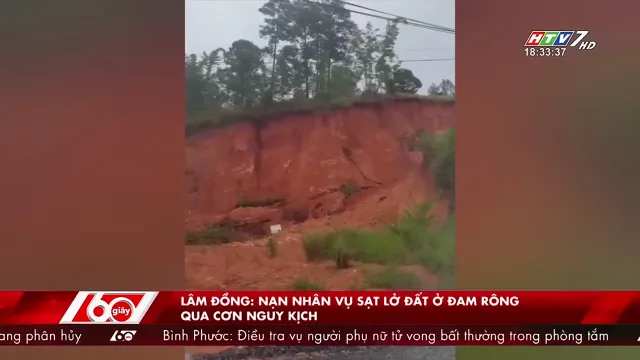 HTV7 HD
18:33:37
60 giây
LÂM ĐỒNG: NẠN NHÂN VỤ SẠT LỞ ĐẤT Ở ĐAM RÔNG
QUA CƠN NGUY KỊCH
ang phân hủy 60 giây Bình Phước: Điều tra vụ người phụ nữ tử vong bất thường trong phòng tắm